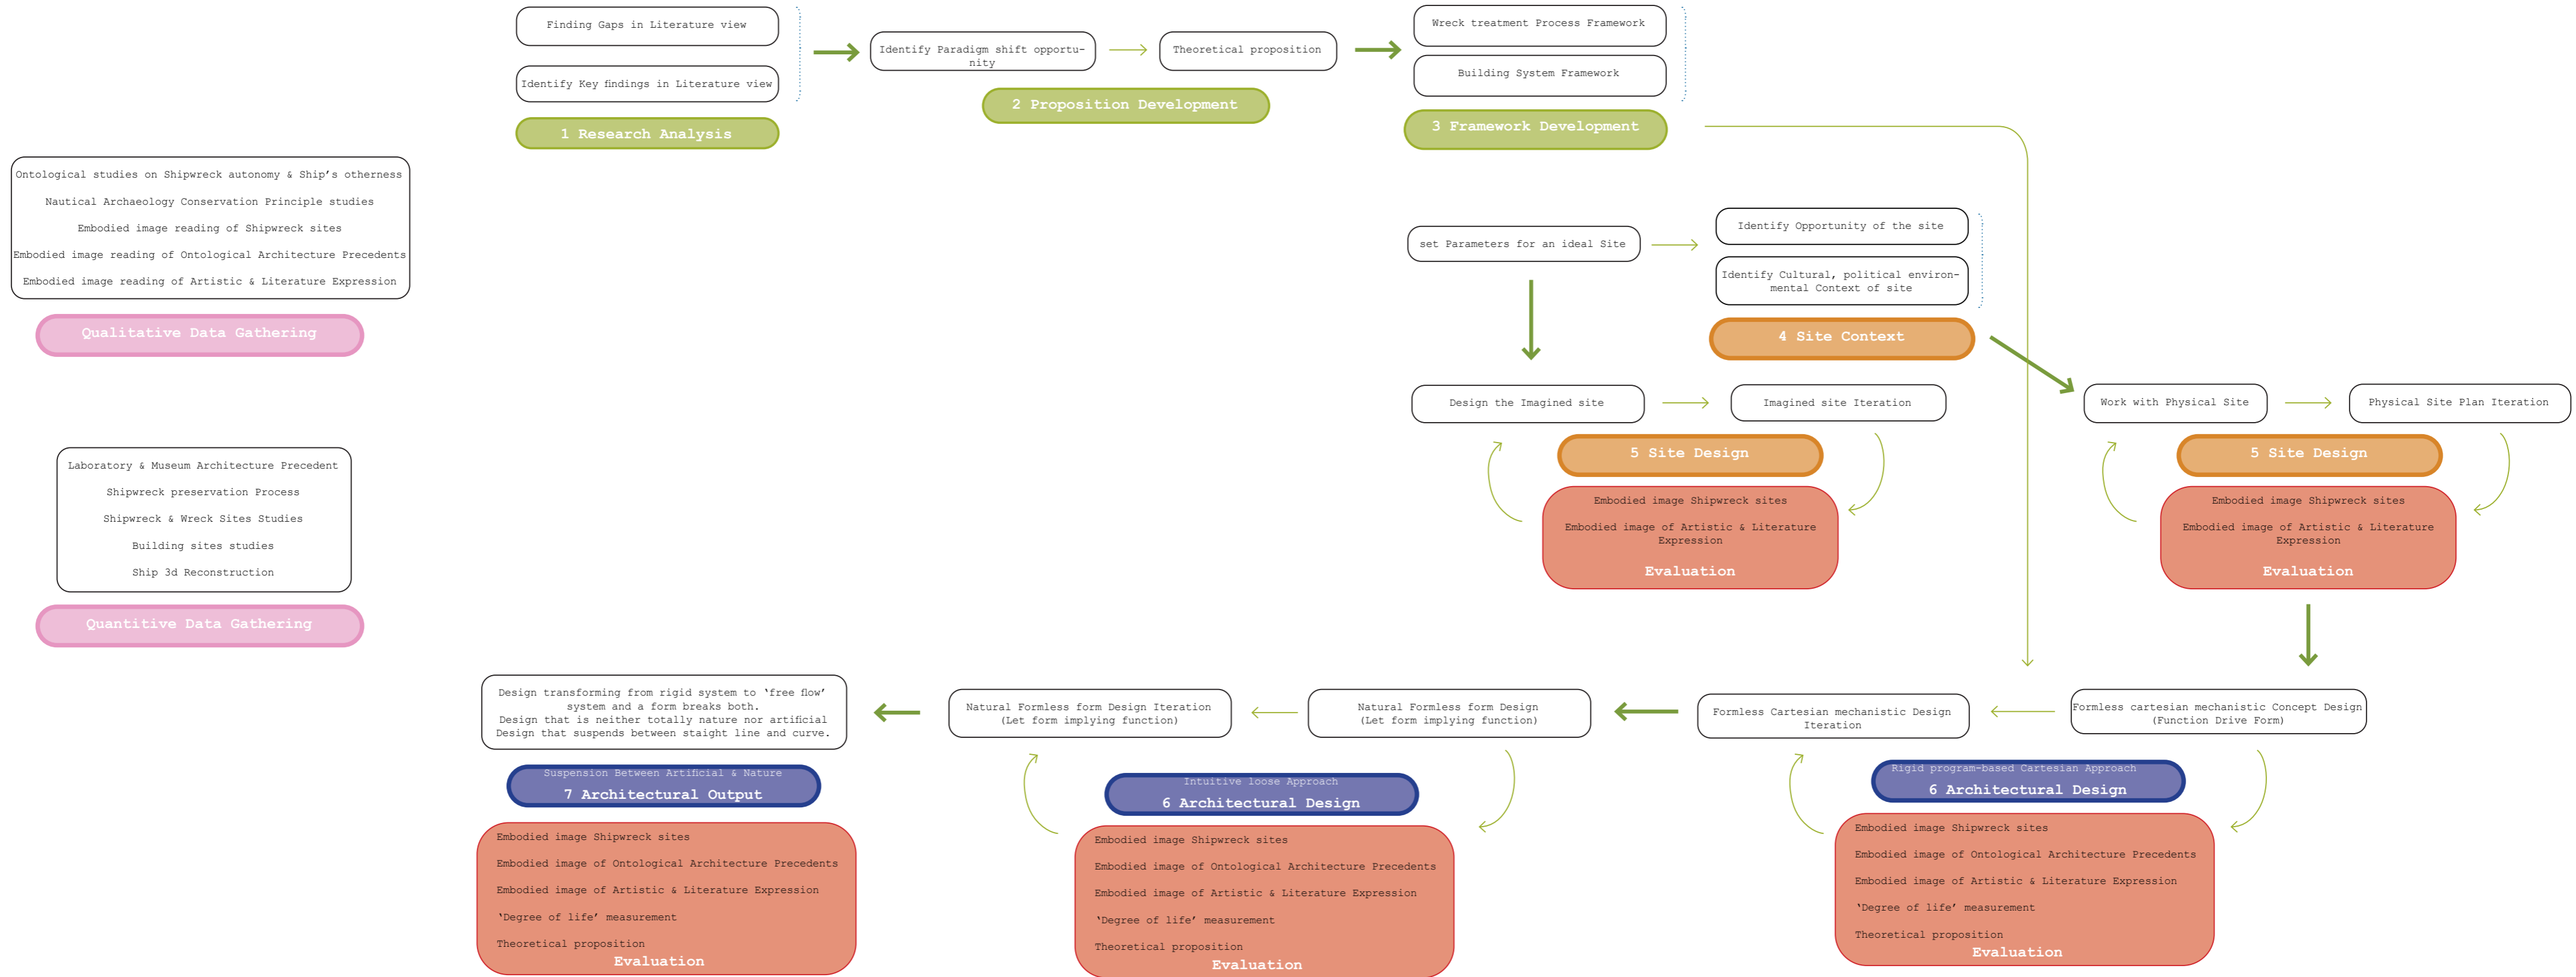 Finding Gaps in Literature view
Identify Key findings in Literature view
1 Research Analysis
Identify Paradigm shift opportu-
nity
Theoretical proposition
2 Proposition Development
Wreck treatment Process Framework
Building System Framework
3 Framework Development
Ontological studies on Shipwreck autonomy & Ship's otherness
Nautical Archaeology Conservation Principle studies
Embodied image reading of Shipwreck sites
Embodied image reading of Ontological Architecture Precedents
Embodied image reading of Artistic & Literature Expression
Qualitative Data Gathering
set Parameters for an ideal Site
Identify Opportunity of the site
Identify Cultural, political environ-
mental Context of site
4 Site Context
Design the Imagined site
Imagined site Iteration
5 Site Design
Embodied image Shipwreck sites
Embodied image of Artistic & Literature
Expression
Evaluation
Work with Physical Site
Physical Site Plan Iteration
5 Site Design
Embodied image Shipwreck sites
Embodied image of Artistic & Literature
Expression
Evaluation
Laboratory & Museum Architecture Precedent
Shipwreck preservation Process
Shipwreck & Wreck Sites Studies
Building sites studies
Ship 3d Reconstruction
Quantitive Data Gathering
Design transforming from rigid system to ‘free flow’
system and a form breaks both.
Design that is neither totally nature nor artificial
Design that suspends between staight line and curve.
Suspension Between Artificial & Nature
7 Architectural Output
Embodied image Shipwreck sites
Embodied image of Ontological Architecture Precedents
Embodied image of Artistic & Literature Expression
‘Degree of life’ measurement
Theoretical proposition
Evaluation
Natural Formless form Design Iteration
(Let form implying function)
Natural Formless form Design
(Let form implying function)
Intuitive loose Approach
6 Architectural Design
Embodied image Shipwreck sites
Embodied image of Ontological Architecture Precedents
Embodied image of Artistic & Literature Expression
‘Degree of life’ measurement
Theoretical proposition
Evaluation
Formless Cartesian mechanistic Design
Iteration
Formless cartesian mechanistic Concept Design
(Function Drive Form)
Rigid program-based Cartesian Approach
6 Architectural Design
Embodied image Shipwreck sites
Embodied image of Ontological Architecture Precedents
Embodied image of Artistic & Literature Expression
‘Degree of life’ measurement
Theoretical proposition
Evaluation